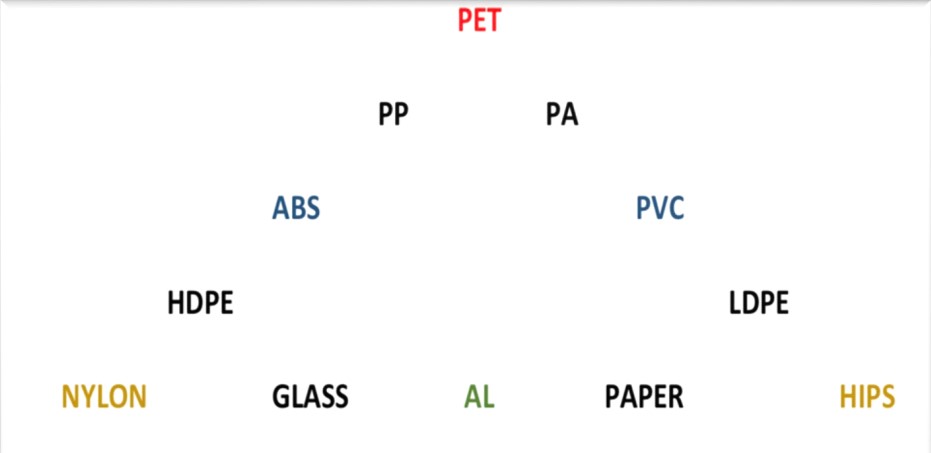 PET
PP PA
ABS PVC
HDPE LDPE
NYLON GLASS AL PAPER HIPS